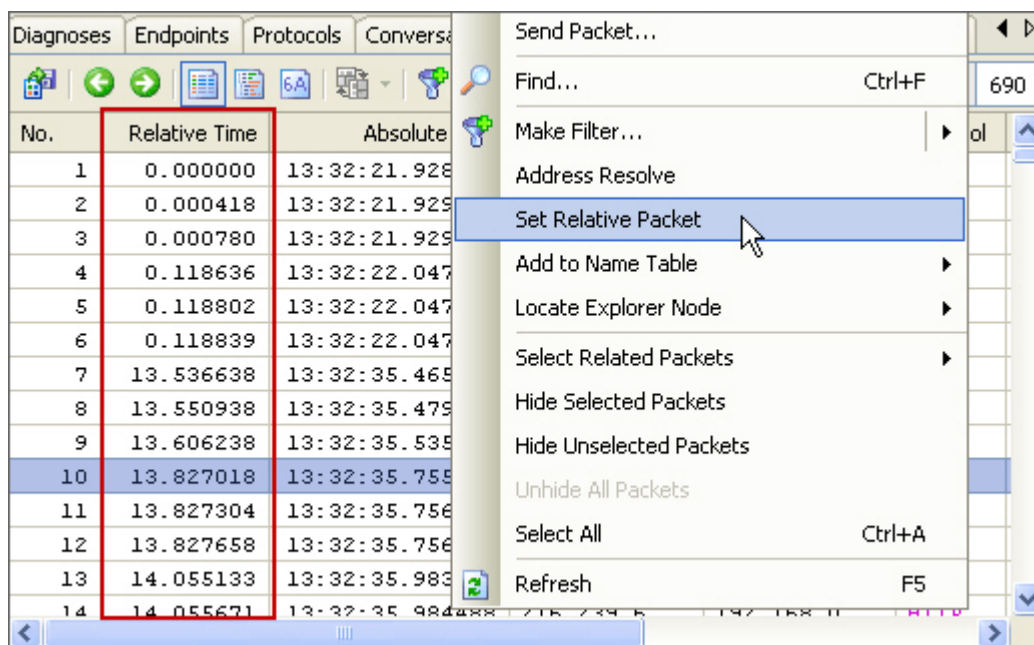 Diagnoses Endpoints Protocols Send Packet...
Find... Ctrl+F 690
No. Relative Time Absolute Make Filter... ol
1 0.000000 13:32:21.928 Address Resolve
2 0.000418 13:32:21.929 Set Relative Packet
3 0.000780 13:32:21.929
4 0.118636 13:32:22.047 Add to Name Table
5 0.118802 13:32:22.047 Locate Explorer Node
6 0.118839 13:32:22.047
7 13.536638 13:32:35.465 Select Related Packets
8 13.550938 13:32:35.479 Hide Selected Packets
9 13.606238 13:32:35.535 Hide Unselected Packets
10 13.827018 13:32:35.755 Unhide All Packets
11 13.827304 13:32:35.756
12 13.827658 13:32:35.756 Select All Ctrl+A
13 14.055133 13:32:35.983 Refresh F5
14 14.055671 13:32:35.984488